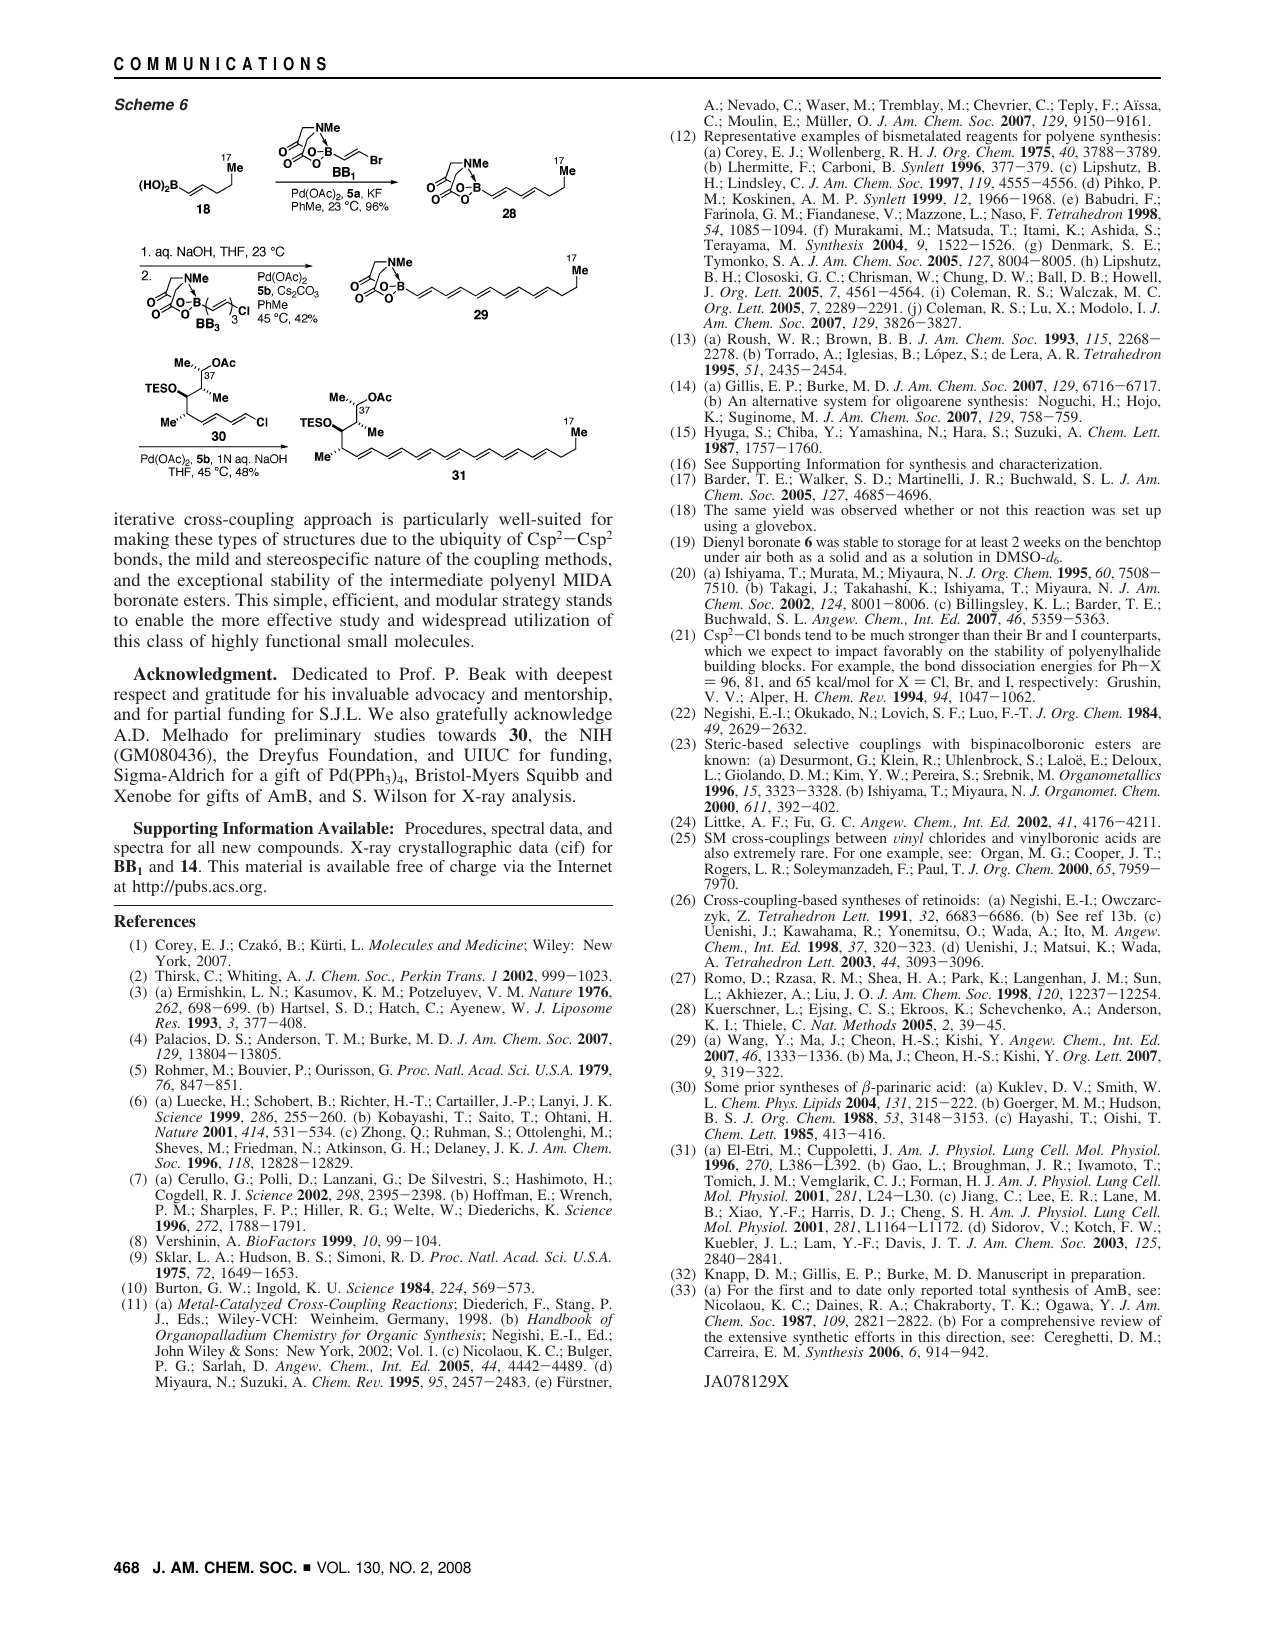 COMMUNICATIONS
Scheme 6
NMe
O
O
O–B
O
Br
BB1
17
Me
(HO)2B
18
Pd(OAc)2, 5a, KF
PhMe, 23 °C, 96%
NMe
O
O
O–B
O
17
Me
28
1. aq. NaOH, THF, 23 °C
2.
NMe
O
O
O–B
O
3
Cl
BB3
Pd(OAc)2
5b, Cs2CO3
PhMe
45 °C, 42%
NMe
O
O
O–B
O
17
Me
29
Me
OAc
37
TESO
Me
Me
Cl
30
Pd(OAc)2, 5b, 1N aq. NaOH
THF, 45 °C, 48%
Me
OAc
37
TESO
Me
Me
17
Me
31
iterative cross-coupling approach is particularly well-suited for
making these types of structures due to the ubiquity of Csp2−Csp2
bonds, the mild and stereospecific nature of the coupling methods,
and the exceptional stability of the intermediate polyenyl MIDA
boronate esters. This simple, efficient, and modular strategy stands
to enable the more effective study and widespread utilization of
this class of highly functional small molecules.
Acknowledgment. Dedicated to Prof. P. Beak with deepest
respect and gratitude for his invaluable advocacy and mentorship,
and for partial funding for S.J.L. We also gratefully acknowledge
A.D. Melhado for preliminary studies towards 30, the NIH
(GM080436), the Dreyfus Foundation, and UIUC for funding,
Sigma-Aldrich for a gift of Pd(PPh3)4, Bristol-Myers Squibb and
Xenobe for gifts of AmB, and S. Wilson for X-ray analysis.
Supporting Information Available: Procedures, spectral data, and
spectra for all new compounds. X-ray crystallographic data (cif) for
BB1 and 14. This material is available free of charge via the Internet
at http://pubs.acs.org.
References
(1) Corey, E. J.; Czakó, B.; Kürti, L. Molecules and Medicine; Wiley: New
York, 2007.
(2) Thirsk, C.; Whiting, A. J. Chem. Soc., Perkin Trans. 1 2002, 999−1023.
(3) (a) Ermishkin, L. N.; Kasumov, K. M.; Potzeluyev, V. M. Nature 1976,
262, 698−699. (b) Hartsel, S. D.; Hatch, C.; Ayenew, W. J. Liposome
Res. 1993, 3, 377−408.
(4) Palacios, D. S.; Anderson, T. M.; Burke, M. D. J. Am. Chem. Soc. 2007,
129, 13804−13805.
(5) Rohmer, M.; Bouvier, P.; Ourisson, G. Proc. Natl. Acad. Sci. U.S.A. 1979,
76, 847−851.
(6) (a) Luecke, H.; Schobert, B.; Richter, H.-T.; Cartailler, J.-P.; Lanyi, J. K.
Science 1999, 286, 255−260. (b) Kobayashi, T.; Saito, T.; Ohtani, H.
Nature 2001, 414, 531−534. (c) Zhong, Q.; Ruhman, S.; Ottolenghi, M.;
Sheves, M.; Friedman, N.; Atkinson, G. H.; Delaney, J. K. J. Am. Chem.
Soc. 1996, 118, 12828−12829.
(7) (a) Cerullo, G.; Polli, D.; Lanzani, G.; De Silvestri, S.; Hashimoto, H.;
Cogdell, R. J. Science 2002, 298, 2395−2398. (b) Hoffman, E.; Wrench,
P. M.; Sharples, F. P.; Hiller, R. G.; Welte, W.; Diederichs, K. Science
1996, 272, 1788−1791.
(8) Vershinin, A. BioFactors 1999, 10, 99−104.
(9) Sklar, L. A.; Hudson, B. S.; Simoni, R. D. Proc. Natl. Acad. Sci. U.S.A.
1975, 72, 1649−1653.
(10) Burton, G. W.; Ingold, K. U. Science 1984, 224, 569−573.
(11) (a) Metal-Catalyzed Cross-Coupling Reactions; Diederich, F., Stang, P.
J., Eds.; Wiley-VCH: Weinheim, Germany, 1998. (b) Handbook of
Organopalladium Chemistry for Organic Synthesis; Negishi, E.-I., Ed.;
John Wiley & Sons: New York, 2002; Vol. 1. (c) Nicolaou, K. C.; Bulger,
P. G.; Sarlah, D. Angew. Chem., Int. Ed. 2005, 44, 4442−4489. (d)
Miyaura, N.; Suzuki, A. Chem. Rev. 1995, 95, 2457−2483. (e) Fürstner,
A.; Nevado, C.; Waser, M.; Tremblay, M.; Chevrier, C.; Teply, F.; Aïssa,
C.; Moulin, E.; Müller, O. J. Am. Chem. Soc. 2007, 129, 9150−9161.
(12) Representative examples of bismetalated reagents for polyene synthesis:
(a) Corey, E. J.; Wollenberg, R. H. J. Org. Chem. 1975, 40, 3788−3789.
(b) Lhermitte, F.; Carboni, B. Synlett 1996, 377−379. (c) Lipshutz, B.
H.; Lindsley, C. J. Am. Chem. Soc. 1997, 119, 4555−4556. (d) Pihko, P.
M.; Koskinen, A. M. P. Synlett 1999, 12, 1966−1968. (e) Babudri, F.;
Farinola, G. M.; Fiandanese, V.; Mazzone, L.; Naso, F. Tetrahedron 1998,
54, 1085−1094. (f) Murakami, M.; Matsuda, T.; Itami, K.; Ashida, S.;
Terayama, M. Synthesis 2004, 9, 1522−1526. (g) Denmark, S. E.;
Tymonko, S. A. J. Am. Chem. Soc. 2005, 127, 8004−8005. (h) Lipshutz,
B. H.; Clososki, G. C.; Chrisman, W.; Chung, D. W.; Ball, D. B.; Howell,
J. Org. Lett. 2005, 7, 4561−4564. (i) Coleman, R. S.; Walczak, M. C.
Org. Lett. 2005, 7, 2289−2291. (j) Coleman, R. S.; Lu, X.; Modolo, I. J.
Am. Chem. Soc. 2007, 129, 3826−3827.
(13) (a) Roush, W. R.; Brown, B. B. J. Am. Chem. Soc. 1993, 115, 2268−
2278. (b) Torrado, A.; Iglesias, B.; López, S.; de Lera, A. R. Tetrahedron
1995, 51, 2435−2454.
(14) (a) Gillis, E. P.; Burke, M. D. J. Am. Chem. Soc. 2007, 129, 6716−6717.
(b) An alternative system for oligoarene synthesis: Noguchi, H.; Hojo,
K.; Suginome, M. J. Am. Chem. Soc. 2007, 129, 758−759.
(15) Hyuga, S.; Chiba, Y.; Yamashina, N.; Hara, S.; Suzuki, A. Chem. Lett.
1987, 1757−1760.
(16) See Supporting Information for synthesis and characterization.
(17) Barder, T. E.; Walker, S. D.; Martinelli, J. R.; Buchwald, S. L. J. Am.
Chem. Soc. 2005, 127, 4685−4696.
(18) The same yield was observed whether or not this reaction was set up
using a glovebox.
(19) Dienyl boronate 6 was stable to storage for at least 2 weeks on the benchtop
under air both as a solid and as a solution in DMSO-d6.
(20) (a) Ishiyama, T.; Murata, M.; Miyaura, N. J. Org. Chem. 1995, 60, 7508−
7510. (b) Takagi, J.; Takahashi, K.; Ishiyama, T.; Miyaura, N. J. Am.
Chem. Soc. 2002, 124, 8001−8006. (c) Billingsley, K. L.; Barder, T. E.;
Buchwald, S. L. Angew. Chem., Int. Ed. 2007, 46, 5359−5363.
(21) Csp2−Cl bonds tend to be much stronger than their Br and I counterparts,
which we expect to impact favorably on the stability of polyenylhalide
building blocks. For example, the bond dissociation energies for Ph−X
= 96, 81, and 65 kcal/mol for X = Cl, Br, and I, respectively: Grushin,
V. V.; Alper, H. Chem. Rev. 1994, 94, 1047−1062.
(22) Negishi, E.-I.; Okukado, N.; Lovich, S. F.; Luo, F.-T. J. Org. Chem. 1984,
49, 2629−2632.
(23) Steric-based selective couplings with bispinacolboronic esters are
known: (a) Desurmont, G.; Klein, R.; Uhlenbrock, S.; Laloë, E.; Deloux,
L.; Giolando, D. M.; Kim, Y. W.; Pereira, S.; Srebnik, M. Organometallics
1996, 15, 3323−3328. (b) Ishiyama, T.; Miyaura, N. J. Organomet. Chem.
2000, 611, 392−402.
(24) Littke, A. F.; Fu, G. C. Angew. Chem., Int. Ed. 2002, 41, 4176−4211.
(25) SM cross-couplings between vinyl chlorides and vinylboronic acids are
also extremely rare. For one example, see: Organ, M. G.; Cooper, J. T.;
Rogers, L. R.; Soleymanzadeh, F.; Paul, T. J. Org. Chem. 2000, 65, 7959−
7970.
(26) Cross-coupling-based syntheses of retinoids: (a) Negishi, E.-I.; Owczarc-
zyk, Z. Tetrahedron Lett. 1991, 32, 6683−6686. (b) See ref 13b. (c)
Uenishi, J.; Kawahama, R.; Yonemitsu, O.; Wada, A.; Ito, M. Angew.
Chem., Int. Ed. 1998, 37, 320−323. (d) Uenishi, J.; Matsui, K.; Wada,
A. Tetrahedron Lett. 2003, 44, 3093−3096.
(27) Romo, D.; Rzasa, R. M.; Shea, H. A.; Park, K.; Langenhan, J. M.; Sun,
L.; Akhiezer, A.; Liu, J. O. J. Am. Chem. Soc. 1998, 120, 12237−12254.
(28) Kuerschner, L.; Ejsing, C. S.; Ekroos, K.; Schevchenko, A.; Anderson,
K. I.; Thiele, C. Nat. Methods 2005, 2, 39−45.
(29) (a) Wang, Y.; Ma, J.; Cheon, H.-S.; Kishi, Y. Angew. Chem., Int. Ed.
2007, 46, 1333−1336. (b) Ma, J.; Cheon, H.-S.; Kishi, Y. Org. Lett. 2007,
9, 319−322.
(30) Some prior syntheses of β-parinaric acid: (a) Kuklev, D. V.; Smith, W.
L. Chem. Phys. Lipids 2004, 131, 215−222. (b) Goerger, M. M.; Hudson,
B. S. J. Org. Chem. 1988, 53, 3148−3153. (c) Hayashi, T.; Oishi, T.
Chem. Lett. 1985, 413−416.
(31) (a) El-Etri, M.; Cuppoletti, J. Am. J. Physiol. Lung Cell. Mol. Physiol.
1996, 270, L386−L392. (b) Gao, L.; Broughman, J. R.; Iwamoto, T.;
Tomich, J. M.; Vemglarik, C. J.; Forman, H. J. Am. J. Physiol. Lung Cell.
Mol. Physiol. 2001, 281, L24−L30. (c) Jiang, C.; Lee, E. R.; Lane, M.
B.; Xiao, Y.-F.; Harris, D. J.; Cheng, S. H. Am. J. Physiol. Lung Cell.
Mol. Physiol. 2001, 281, L1164−L1172. (d) Sidorov, V.; Kotch, F. W.;
Kuebler, J. L.; Lam, Y.-F.; Davis, J. T. J. Am. Chem. Soc. 2003, 125,
2840−2841.
(32) Knapp, D. M.; Gillis, E. P.; Burke, M. D. Manuscript in preparation.
(33) (a) For the first and to date only reported total synthesis of AmB, see:
Nicolaou, K. C.; Daines, R. A.; Chakraborty, T. K.; Ogawa, Y. J. Am.
Chem. Soc. 1987, 109, 2821−2822. (b) For a comprehensive review of
the extensive synthetic efforts in this direction, see: Cereghetti, D. M.;
Carreira, E. M. Synthesis 2006, 6, 914−942.
JA078129X
468 J. AM. CHEM. SOC. ■ VOL. 130, NO. 2, 2008